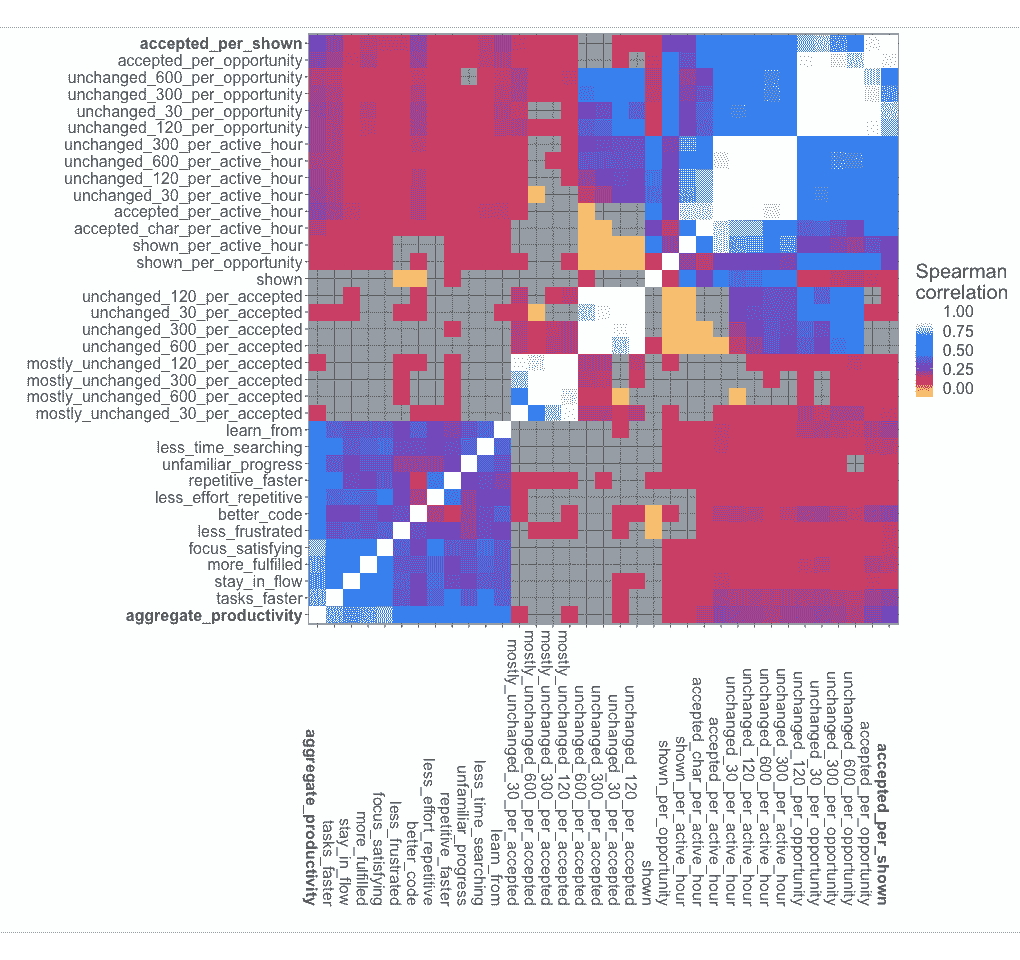 accepted_per_shown
accepted_per_opportunity
unchanged_600_per_opportunity
unchanged_300_per_opportunity
unchanged_30_per_opportunity
unchanged_120_per_opportunity
unchanged_300_per_active_hour
unchanged_600_per_active_hour
unchanged_120_per_active_hour
unchanged_30_per_active_hour
accepted_per_active_hour
accepted_char_per_active_hour
shown_per_active_hour
shown_per_opportunity
shown
unchanged_120_per_accepted
unchanged_30_per_accepted
unchanged_300_per_accepted
unchanged_600_per_accepted
mostly_unchanged_120_per_accepted
mostly_unchanged_300_per_accepted
mostly_unchanged_600_per_accepted
mostly_unchanged_30_per_accepted
learn_from
less_time_searching
unfamiliar_progress
repetitive_faster
less_effort_repetitive
better_code
less_frustrated
focus_satisfying
more_fulfilled
stay_in_flow
tasks_faster
aggregate_productivity
Spearman
correlation
1.00
0.75
0.50
0.25
0.00
aggregate_productivity
tasks_faster
stay_in_flow
more_fulfilled
focus_satisfying
less_frustrated
better_code
less_effort_repetitive
repetitive_faster
unfamiliar_progress
less_time_searching
learn_from
mostly_unchanged_30_per_accepted
mostly_unchanged_600_per_accepted
mostly_unchanged_300_per_accepted
mostly_unchanged_120_per_accepted
unchanged_600_per_accepted
unchanged_300_per_accepted
unchanged_30_per_accepted
unchanged_120_per_accepted
shown
shown_per_opportunity
shown_per_active_hour
accepted_char_per_active_hour
accepted_per_active_hour
unchanged_30_per_active_hour
unchanged_120_per_active_hour
unchanged_600_per_active_hour
unchanged_300_per_active_hour
unchanged_120_per_opportunity
unchanged_30_per_opportunity
unchanged_300_per_opportunity
unchanged_600_per_opportunity
accepted_per_opportunity
accepted_per_shown